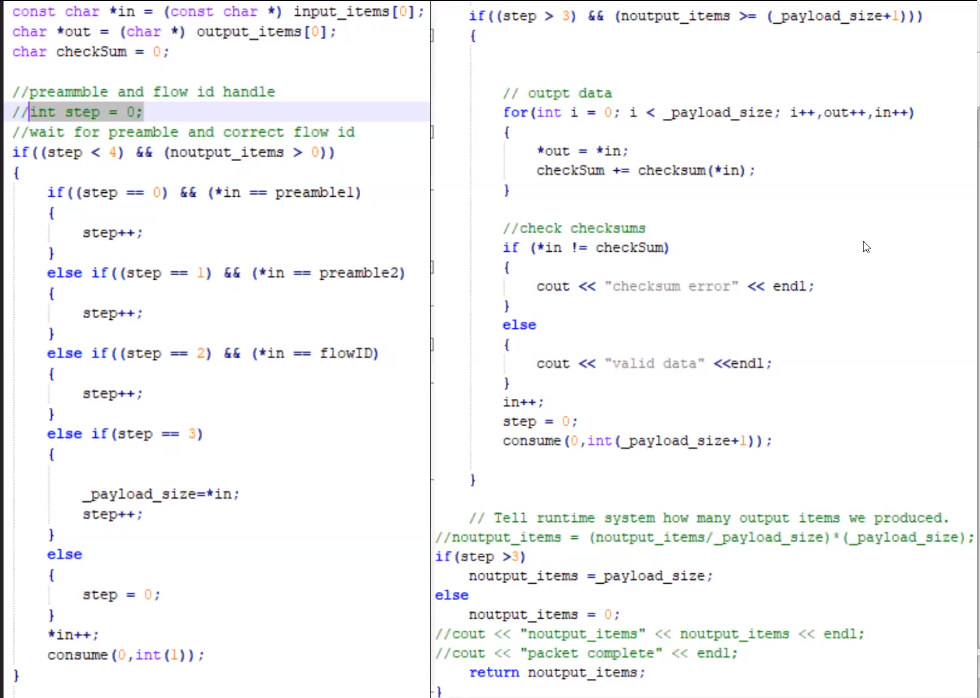 const char *in = (const char *) input_items[0];
char *out = (char *) output_items[0];
char checkSum = 0;
//preammble and flow id handle
//int step = 0;
//wait for preamble and correct flow id
if((step < 4) && (noutput_items > 0))
{
if((step == 0) && (*in == preamble1)
{
step++;
}
else if((step == 1) && (*in == preamble2)
{
step++;
}
else if((step == 2) && (*in == flowID)
{
step++;
}
else if(step == 3)
{
_payload_size=*in;
step++;
}
else
{
step = 0;
}
*in++;
consume(0,int(1));
}
if((step > 3) && (noutput_items >= (_payload_size+1)))
{
// outpt data
for(int i = 0; i < _payload_size; i++,out++,in++)
{
*out = *in;
checkSum += checksum(*in);
}
//check checksums
if (*in != checkSum)
{
cout << "checksum error" << endl;
}
else
{
cout << "valid data" <<endl;
}
in++;
step = 0;
consume(0,int(_payload_size+1));
}
// Tell runtime system how many output items we produced.
//noutput_items = (noutput_items/_payload_size)*(_payload_size);
if(step >3)
noutput_items =_payload_size;
else
noutput_items = 0;
//cout << "noutput_items" << noutput_items << endl;
//cout << "packet complete" << endl;
return noutput_items;
}